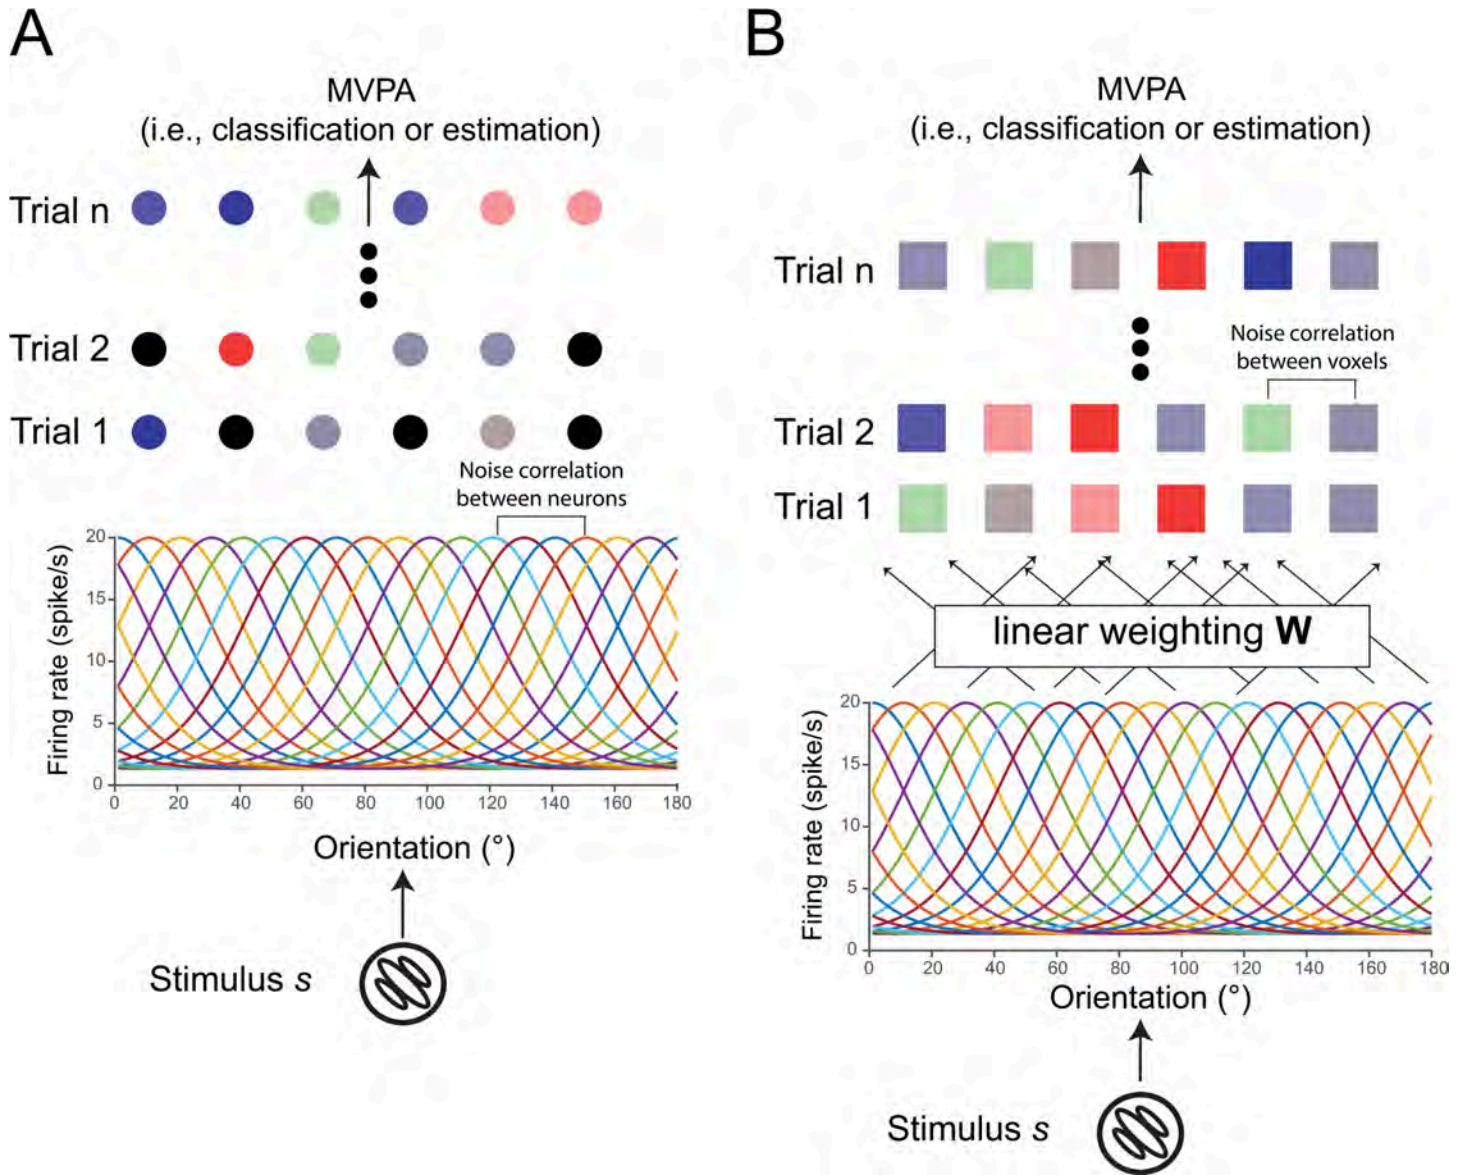 A
MVPA
(i.e., classification or estimation)
Trial n
Trial 2
Trial 1
Noise correlation
between neurons
Firing rate (spike/s)
20
15
10
5
0
0 20 40 60 80 100 120 140 160 180
Orientation (°)
Stimulus s
B
MVPA
(i.e., classification or estimation)
Trial n
Noise correlation
between voxels
Trial 2
Trial 1
linear weighting W
Firing rate (spike/s)
20
15
10
5
0
0 20 40 60 80 100 120 140 160 180
Orientation (°)
Stimulus s